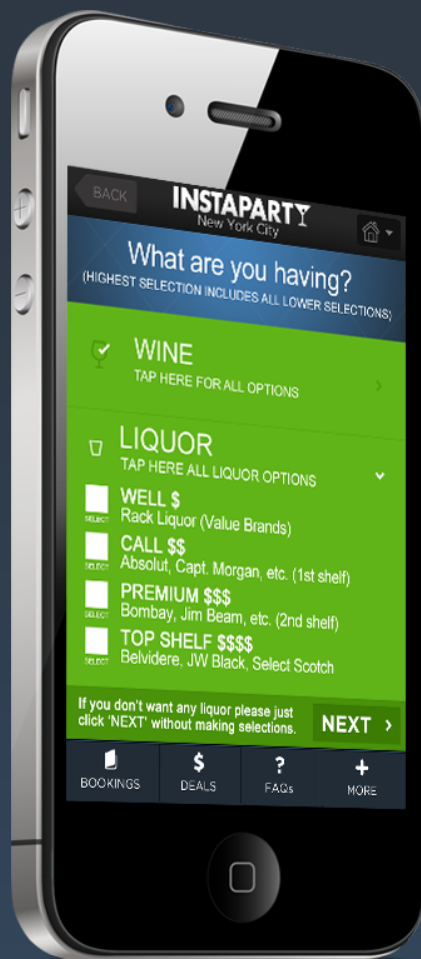 BACK
INSTAPARTY
New York City
What are you having?
(HIGHEST SELECTION INCLUDES ALL LOWER SELECTIONS)
WINE
TAP HERE FOR ALL OPTIONS
LIQUOR
TAP HERE ALL LIQUOR OPTIONS
WELL $
SELECT
Rack Liquor (Value Brands)
CALL $$
SELECT
Absolut, Capt. Morgan, etc. (1st shelf)
PREMIUM $$$
SELECT
Bombay, Jim Beam, etc. (2nd shelf)
TOP SHELF $$$$
SELECT
Belvidere, JW Black, Select Scotch
If you don't want any liquor please just
click 'NEXT' without making selections.
NEXT >
BOOKINGS
$
DEALS
?
FAQs
+
MORE